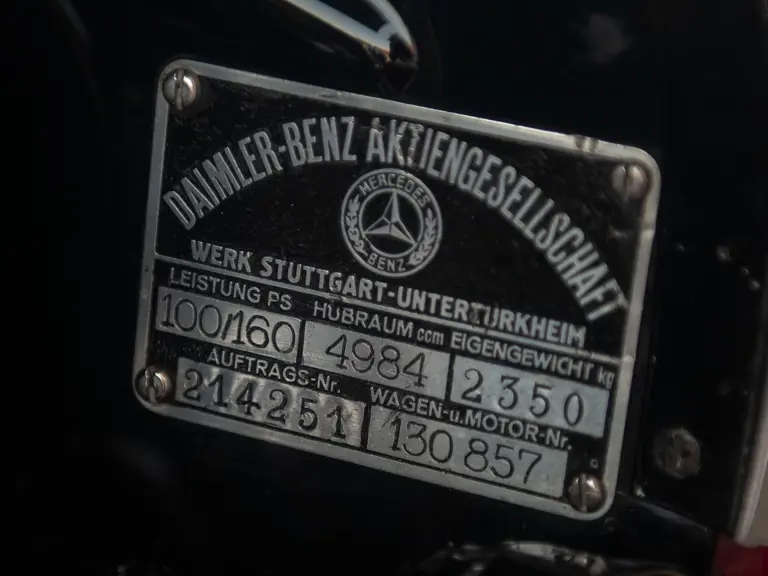 DAIMLER-BENZ AKTIENGESELLSCHAFT
MERCEDES
BENZ
WERK STUTTGART-UNTERTÜRKHEIM
LEISTUNG PS HUBRAUM ccm EIGENGEWICHT kg
100/160 4984 2350
AUFTRAGS-Nr. WAGEN-u.MOTOR-Nr.
214251 130 857